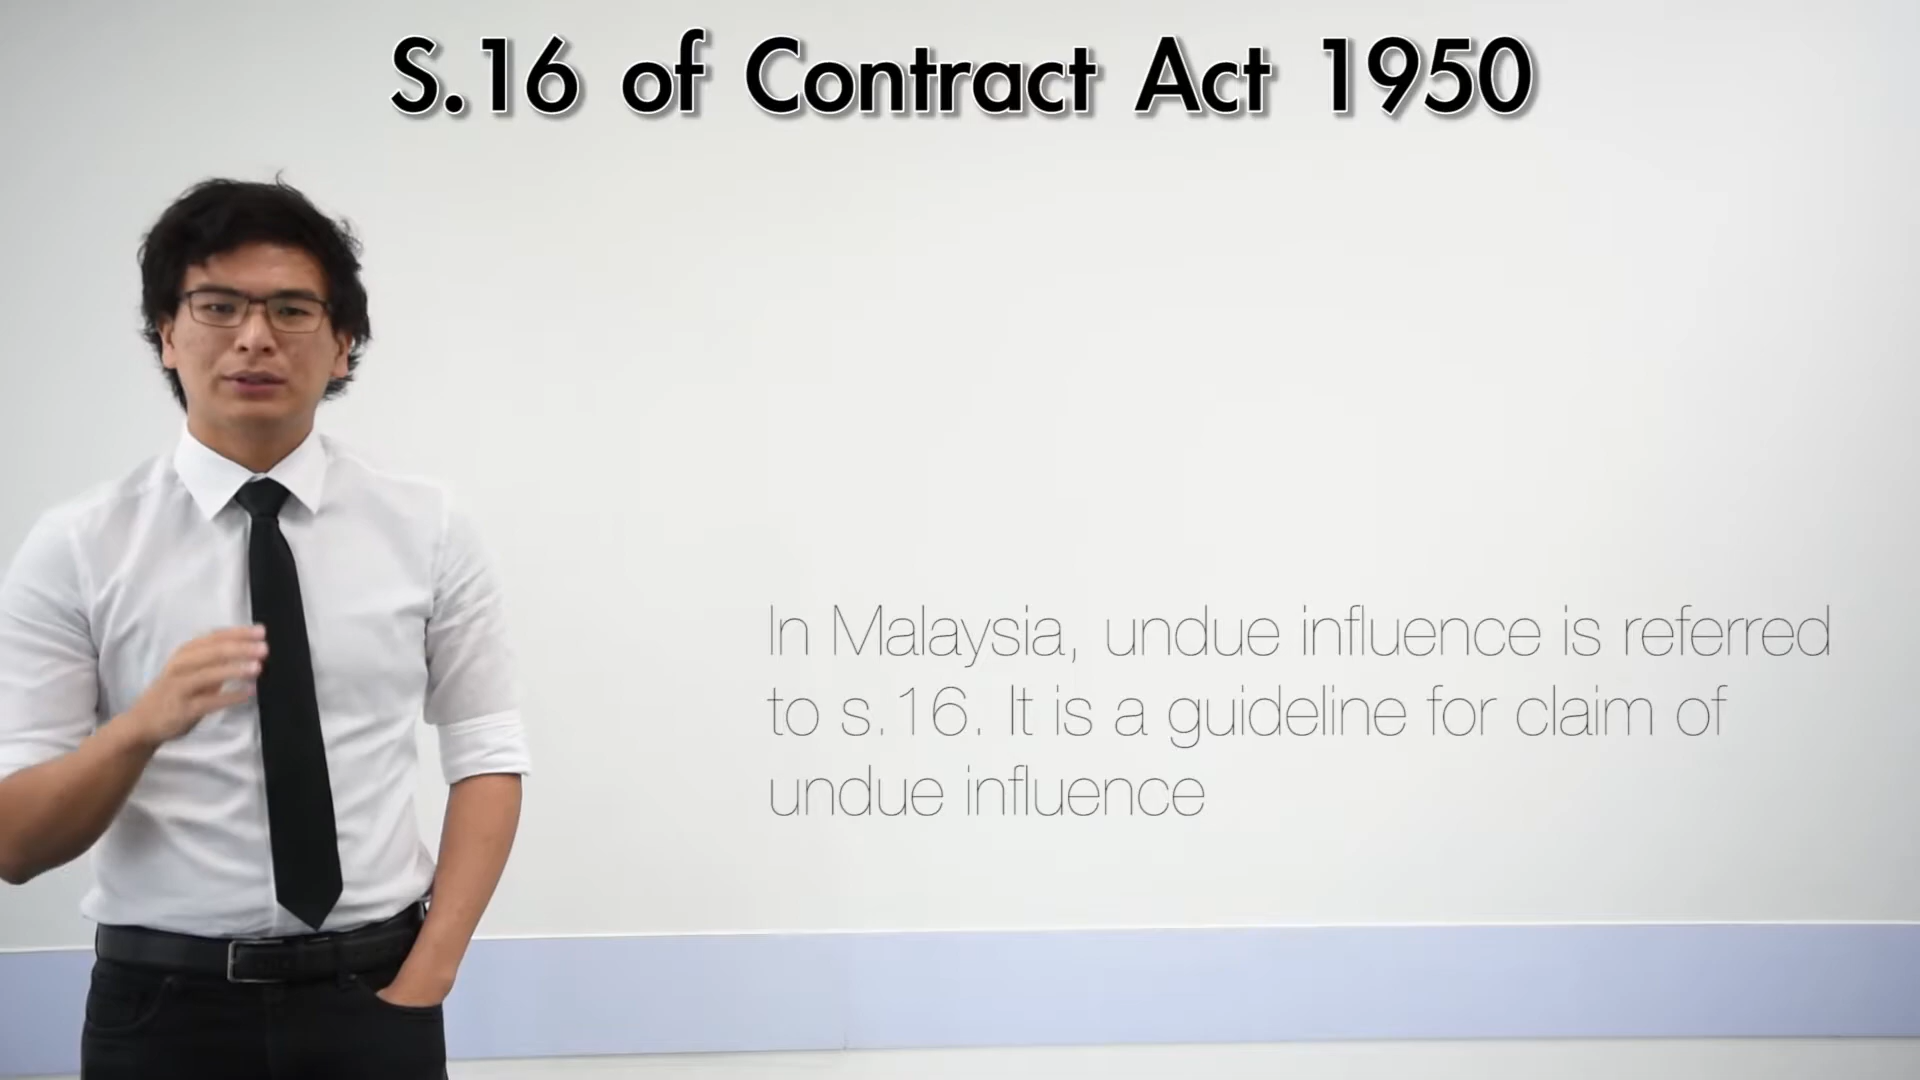 S.16 of Contract Act 1950
In Malaysia, undue influence is referred
to s.16. It is a guideline for claim of
undue influence